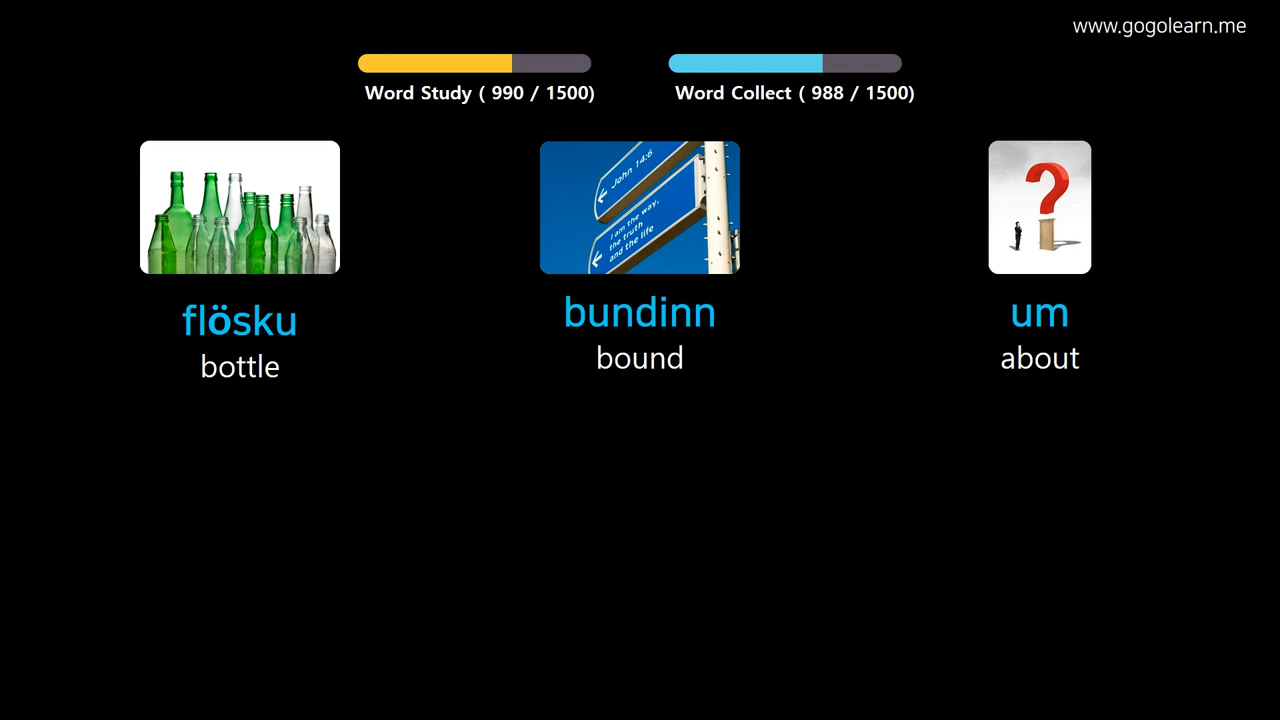 www.gogolearn.me
Word Study ( 990 / 1500)
Word Collect ( 988 / 1500)
John 14:6
I am the way,
the truth
and the life
flösku
bundinn
um
bottle
bound
about